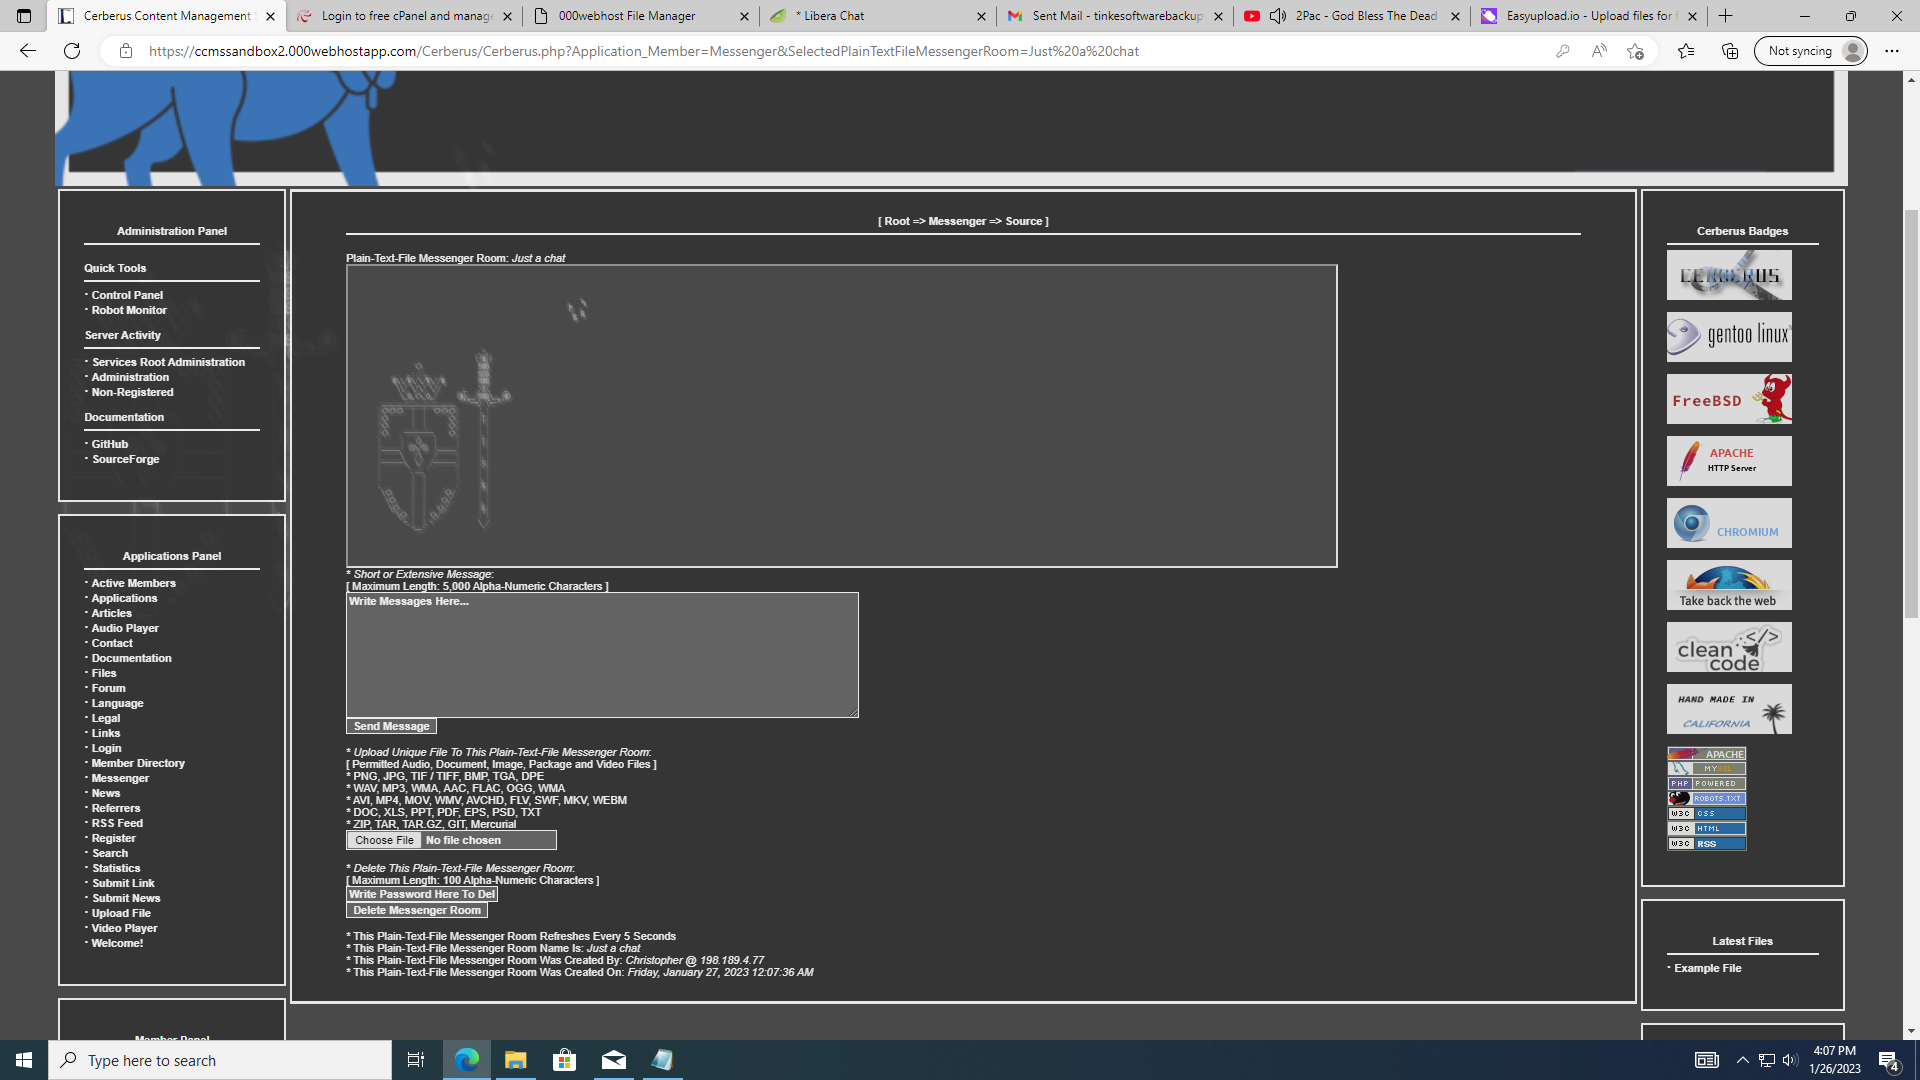 Cerberus Content Management S
Login to free cPanel and manage
000webhost File Manager
* Libera Chat
Sent Mail - tinkesoftwarebackup
2Pac - God Bless The Dead
Easyupload.io - Upload files for f
https://ccmssandbox2.000webhostapp.com/Cerberus/Cerberus.php?Application_Member=Messenger&SelectedPlainTextFileMessengerRoom=Just%20a%20chat
Not syncing
Administration Panel
Quick Tools
· Control Panel
· Robot Monitor
Server Activity
· Services Root Administration
· Administration
· Non-Registered
Documentation
· GitHub
· SourceForge
Applications Panel
· Active Members
· Applications
· Articles
· Audio Player
· Contact
· Documentation
· Files
· Forum
· Language
· Legal
· Links
· Login
· Member Directory
· Messenger
· News
· Referrers
· RSS Feed
· Register
· Search
· Statistics
· Submit Link
· Submit News
· Upload File
· Video Player
· Welcome!
Member Panel
[ Root => Messenger => Source ]
Plain-Text-File Messenger Room: Just a chat
* Short or Extensive Message:
[ Maximum Length: 5,000 Alpha-Numeric Characters ]
Write Messages Here...
Send Message
* Upload Unique File To This Plain-Text-File Messenger Room:
[ Permitted Audio, Document, Image, Package and Video Files ]
* PNG, JPG, TIF / TIFF, BMP, TGA, DPE
* WAV, MP3, WMA, AAC, FLAC, OGG, WMA
* AVI, MP4, MOV, WMV, AVCHD, FLV, SWF, MKV, WEBM
* DOC, XLS, PPT, PDF, EPS, PSD, TXT
* ZIP, TAR, TAR.GZ, GIT, Mercurial
Choose File No file chosen
* Delete This Plain-Text-File Messenger Room:
[ Maximum Length: 100 Alpha-Numeric Characters ]
Write Password Here To Del
Delete Messenger Room
* This Plain-Text-File Messenger Room Refreshes Every 5 Seconds
* This Plain-Text-File Messenger Room Name Is: Just a chat
* This Plain-Text-File Messenger Room Was Created By: Christopher @ 198.189.4.77
* This Plain-Text-File Messenger Room Was Created On: Friday, January 27, 2023 12:07:36 AM
Cerberus Badges
CERBERUS
gentoo linux
FreeBSD
APACHE
HTTP Server
CHROMIUM
Take back the web
clean </>
code
HAND MADE IN
CALIFORNIA
APACHE
MYSQL
PHP POWERED
ROBOTS.TXT
W3C CSS
W3C HTML
W3C RSS
Latest Files
· Example File
Type here to search
4:07 PM
1/26/2023
4